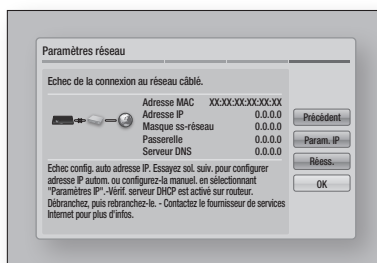 Paramètres réseau
Echec de la connexion au réseau câblé.
Adresse MAC XX:XX:XX:XX:XX:XX
Adresse IP 0.0.0.0
Masque ss-réseau 0.0.0.0
Passerelle 0.0.0.0
Serveur DNS 0.0.0.0
Précédent
Param. IP
Réess.
OK
Echec config. auto adresse IP. Essayez sol. suiv. pour configurer
adresse IP autom. ou configurez-la manuel. en sélectionnant
"Paramètres IP".-Vérif. serveur DHCP est activé sur routeur.
Débranchez, puis rebranchez-le. - Contactez le fournisseur de services
Internet pour plus d'infos.